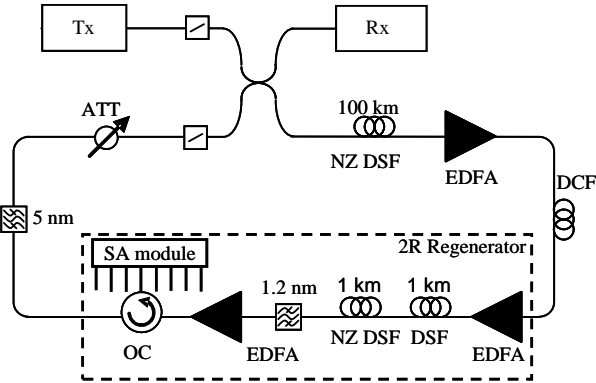 Tx
Rx
100 km
NZ DSF
EDFA
ATT
DCF
5 nm
2R Regenerator
SA module
1.2 nm
1 km
1 km
NZ DSF
DSF
OC
EDFA
EDFA